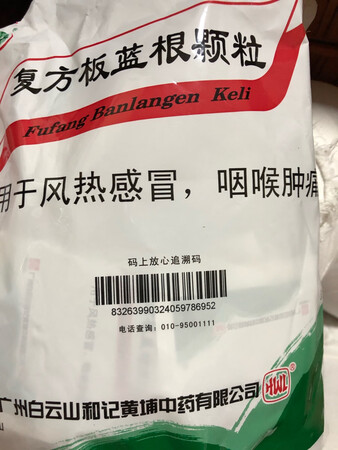 复方板蓝根颗粒
Fufang Banlangen Keli
用于风热感冒，咽喉肿痛
码上放心追溯码
83263990324059786952
电话查询：010-95001111
广州白云山和记黄埔中药有限公司